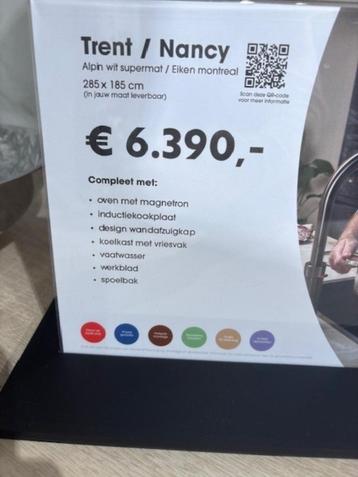 Trent / Nancy
Alpin wit supermat / Eiken montreal
285 x 185 cm
(in jouw maat leverbaar)
Scan deze QR-code
voor meer informatie
€ 6.390,-
Compleet met:
• oven met magnetron
• inductiekookplaat
• design wandafzuigkap
• koelkast met vriesvak
• vaatwasser
• werkblad
• spoelbak